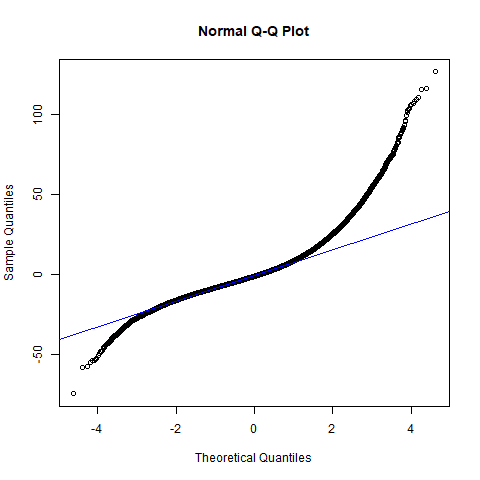 Normal Q-Q Plot
Sample Quantiles
100
50
0
-50
-4 -2 0 2 4
Theoretical Quantiles